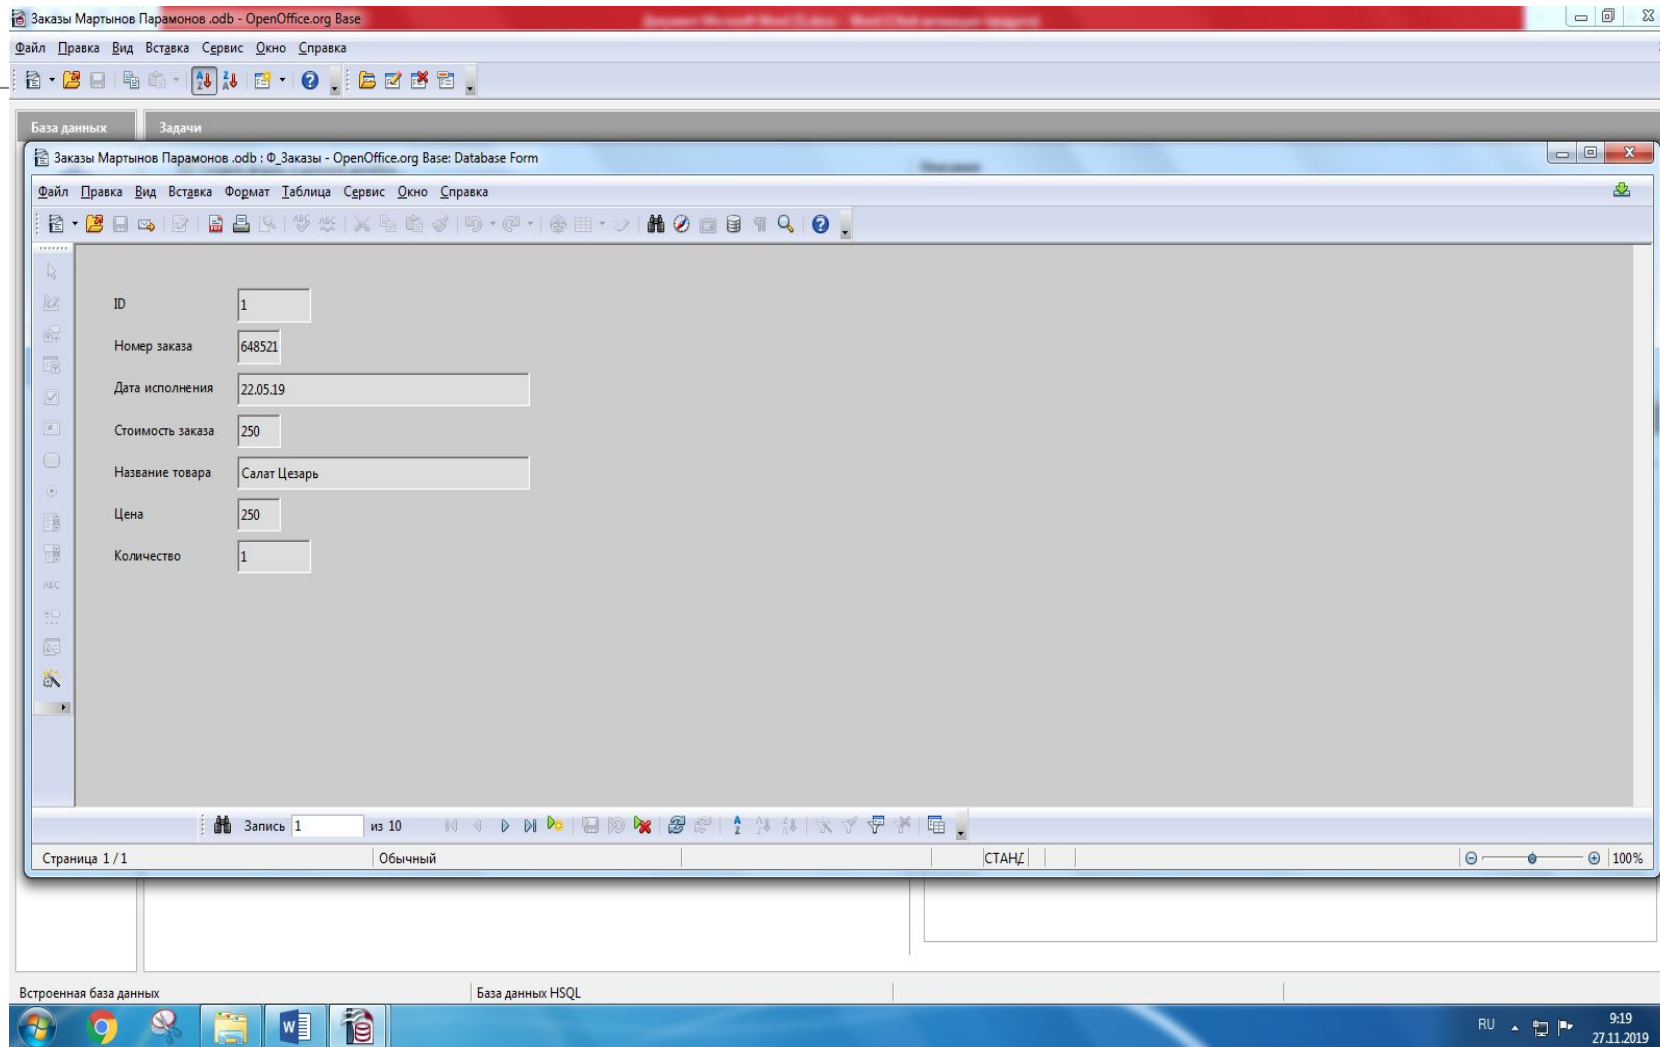 Заказы Мартынов Парамонов .odb - OpenOffice.org Base
Файл Правка Вид Вставка Сервис Окно Справка
База данных Задачи
Заказы Мартынов Парамонов .odb : Ф_Заказы - OpenOffice.org Base: Database Form
Файл Правка Вид Вставка Формат Таблица Сервис Окно Справка
ID 1
Номер заказа 648521
Дата исполнения 22.05.19
Стоимость заказа 250
Название товара Салат Цезарь
Цена 250
Количество 1
ABC
Запись 1 из 10
Страница 1 / 1 Обычный СТАНД 100%
Встроенная база данных База данных HSQL
RU 9:19
27.11.2019